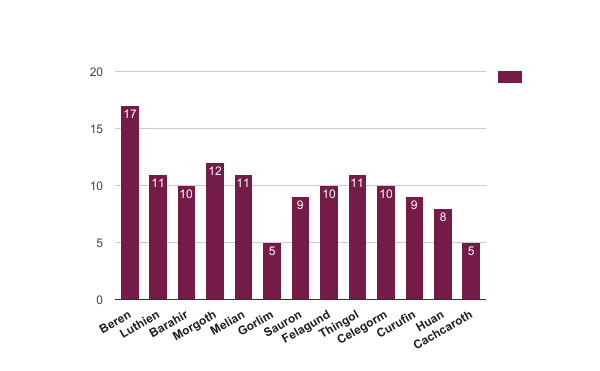 20
15
10
5
0
17
11
10
12
11
5
9
10
11
10
9
8
5
Beren
Luthien
Barahir
Morgoth
Melian
Gorlim
Sauron
Felagund
Thingol
Celegorm
Curufin
Huan
Cachcaroth